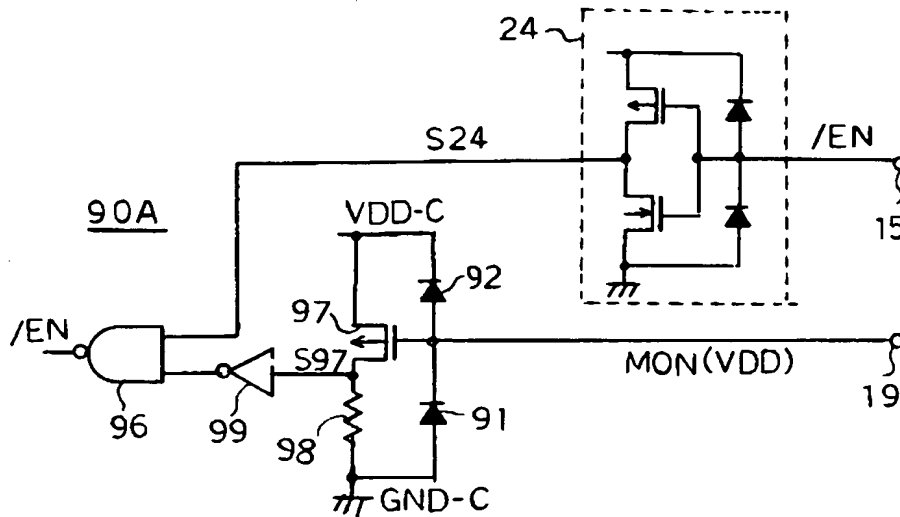 24
/EN
S24
15
90A
VDD-C
92
/EN
97
S97
MON(VDD)
19
96
99
98
91
GND-C